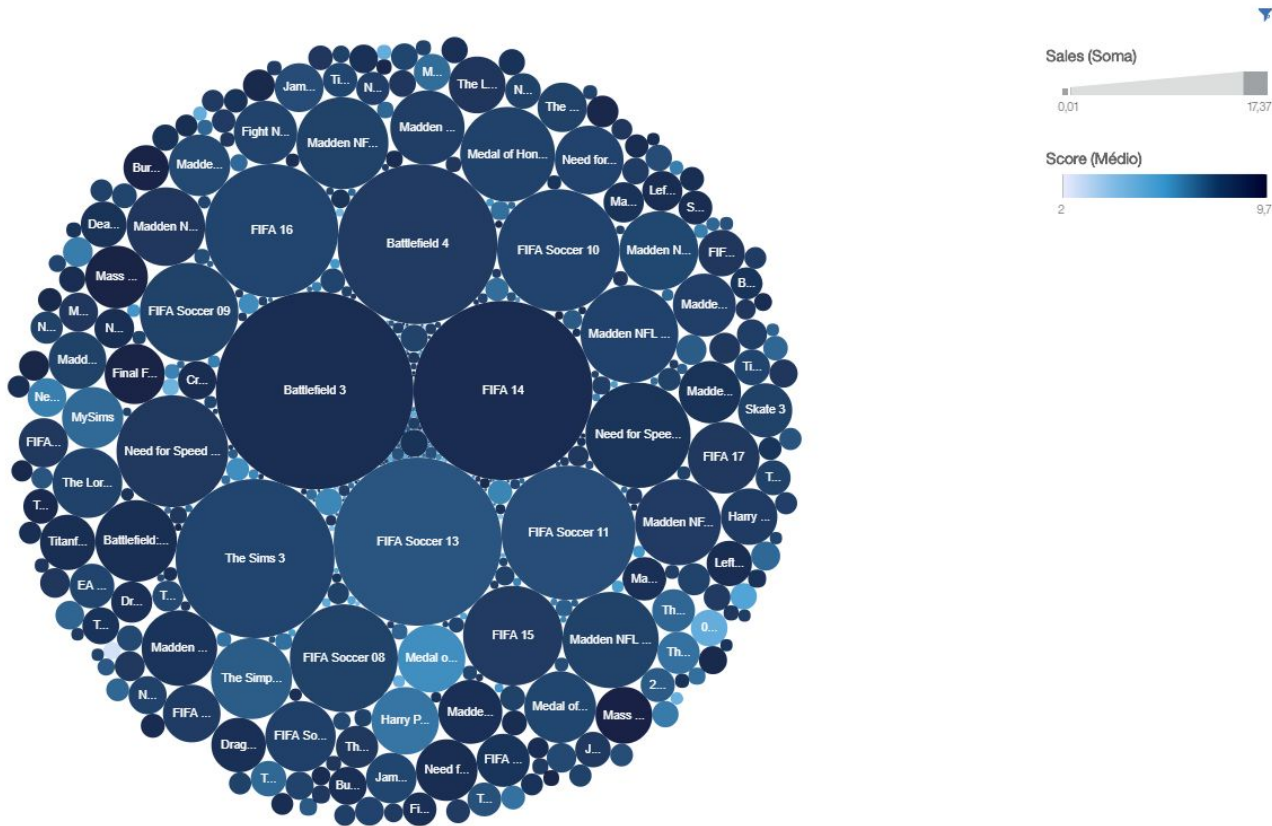 Sales (Soma)
0,01
17,37
Score (Médio)
2
9,7
M...
The L...
Jam...
Ti...
N...
N...
The ...
Fight N...
Madden NF...
Madden ...
Medal of Hon...
Need for...
Bur...
Madde...
Lef...
Ma...
S...
Dea...
Madden N...
FIFA 16
Battlefield 4
FIFA Soccer 10
Madden N...
FIF...
Mass ...
B...
M...
FIFA Soccer 09
Madde...
N...
N...
Madden NFL ...
Madd...
Final F...
Cr...
Battlefield 3
FIFA 14
Ti...
Madde...
Ne...
MySims
Skate 3
FIFA...
Need for Speed ...
Need for Spee...
FIFA 17
The Lor...
T...
T...
Madden NF...
Harry ...
Titanf...
Battlefield:...
The Sims 3
FIFA Soccer 13
FIFA Soccer 11
Left...
EA ...
Dr...
T...
Ma...
Th...
T...
0...
Madden ...
FIFA Soccer 08
Medal o...
FIFA 15
Madden NFL ...
Th...
The Simp...
2...
N...
FIFA ...
Harry P...
Madde...
Medal of...
Mass ...
Drag...
FIFA So...
Th...
FIFA ...
J...
T...
Bu...
Jam...
Need f...
T...
Fi...